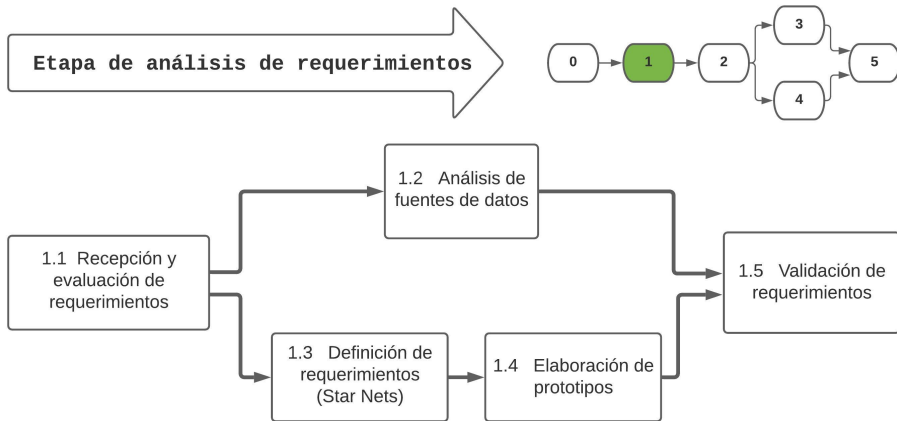 Etapa de análisis de requerimientos
0
1
2
3
4
5
1.2 Análisis de
fuentes de datos
1.1 Recepción y
evaluación de
requerimientos
1.5 Validación de
requerimientos
1.3 Definición de
requerimientos
(Star Nets)
1.4 Elaboración de
prototipos